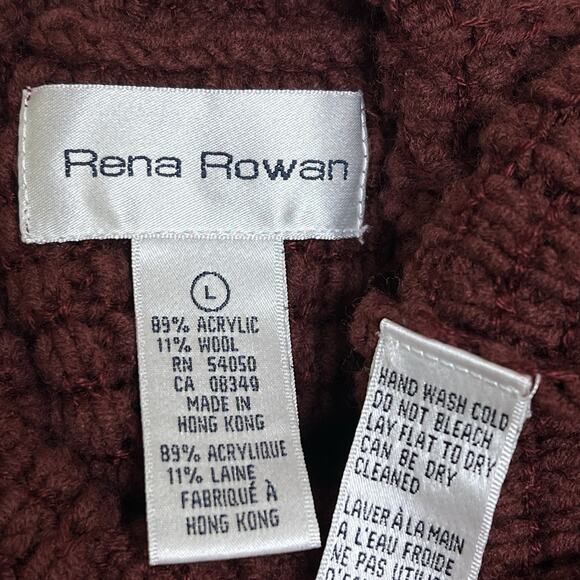 Rena Rowan
L
89% ACRYLIC
11% WOOL
RN 54050
CA 08349
MADE IN
HONG KONG
89% ACRYLIQUE
11% LAINE
FABRIQUÉ À
HONG KONG
HAND WASH COLD
DO NOT BLEACH
LAY FLAT TO DRY
CAN BE DRY
CLEANED
LAVER À LA MAIN
A L'EAU FROIDE
NE PAS